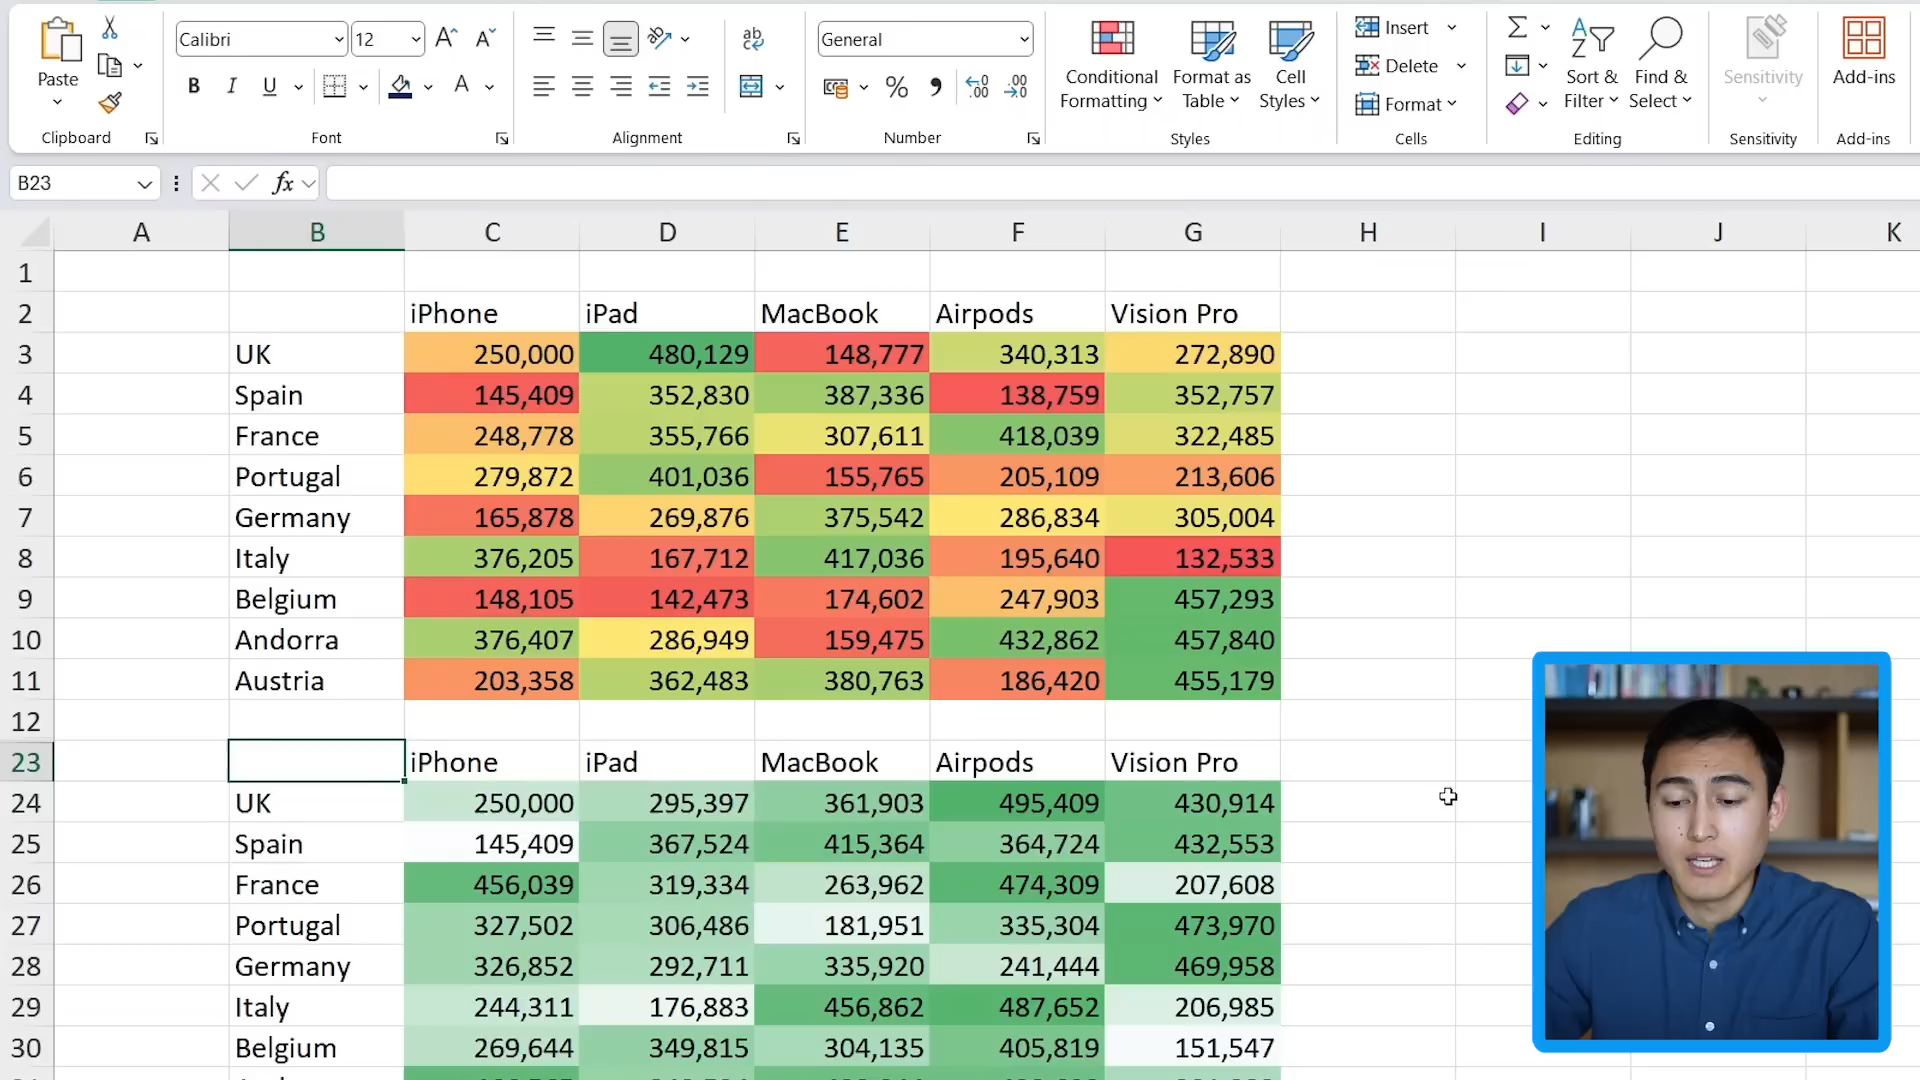 Paste
Clipboard
Calibri 12
B I U A
Font
ab
Alignment
General
% 9
Number
Conditional Formatting
Format as Table
Cell Styles
Styles
Insert
Delete
Format
Cells
Sort & Filter
Find & Select
Editing
Sensitivity
Sensitivity
Add-ins
Add-ins
B23 fx
A B C D E F G H I J K
1
2 iPhone iPad MacBook Airpods Vision Pro
3 UK 250,000 480,129 148,777 340,313 272,890
4 Spain 145,409 352,830 387,336 138,759 352,757
5 France 248,778 355,766 307,611 418,039 322,485
6 Portugal 279,872 401,036 155,765 205,109 213,606
7 Germany 165,878 269,876 375,542 286,834 305,004
8 Italy 376,205 167,712 417,036 195,640 132,533
9 Belgium 148,105 142,473 174,602 247,903 457,293
10 Andorra 376,407 286,949 159,475 432,862 457,840
11 Austria 203,358 362,483 380,763 186,420 455,179
12
23 iPhone iPad MacBook Airpods Vision Pro
24 UK 250,000 295,397 361,903 495,409 430,914
25 Spain 145,409 367,524 415,364 364,724 432,553
26 France 456,039 319,334 263,962 474,309 207,608
27 Portugal 327,502 306,486 181,951 335,304 473,970
28 Germany 326,852 292,711 335,920 241,444 469,958
29 Italy 244,311 176,883 456,862 487,652 206,985
30 Belgium 269,644 349,815 304,135 405,819 151,547